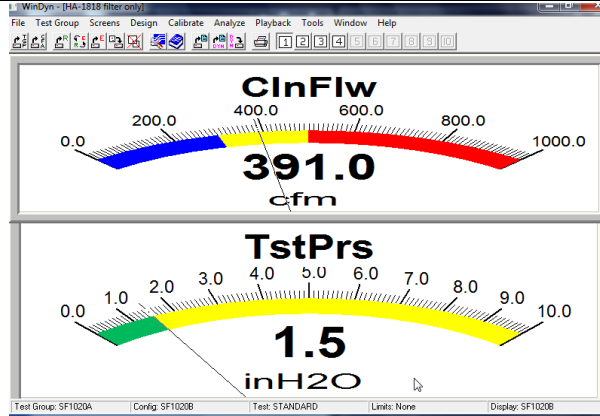 WinDyn - [HA-1818 filter only]
File Test Group Screens Design Calibrate Analyze Playback Tools Window Help
1 2 3 4 5 6 7 8 9 10
ClnFlw
0.0 200.0 400.0 600.0 800.0 1000.0
391.0
cfm
TstPrs
0.0 1.0 2.0 3.0 4.0 5.0 6.0 7.0 8.0 9.0 10.0
1.5
inH2O
Test Group: SF1020A Config: SF1020B Test: STANDARD Limits: None Display: SF1020B